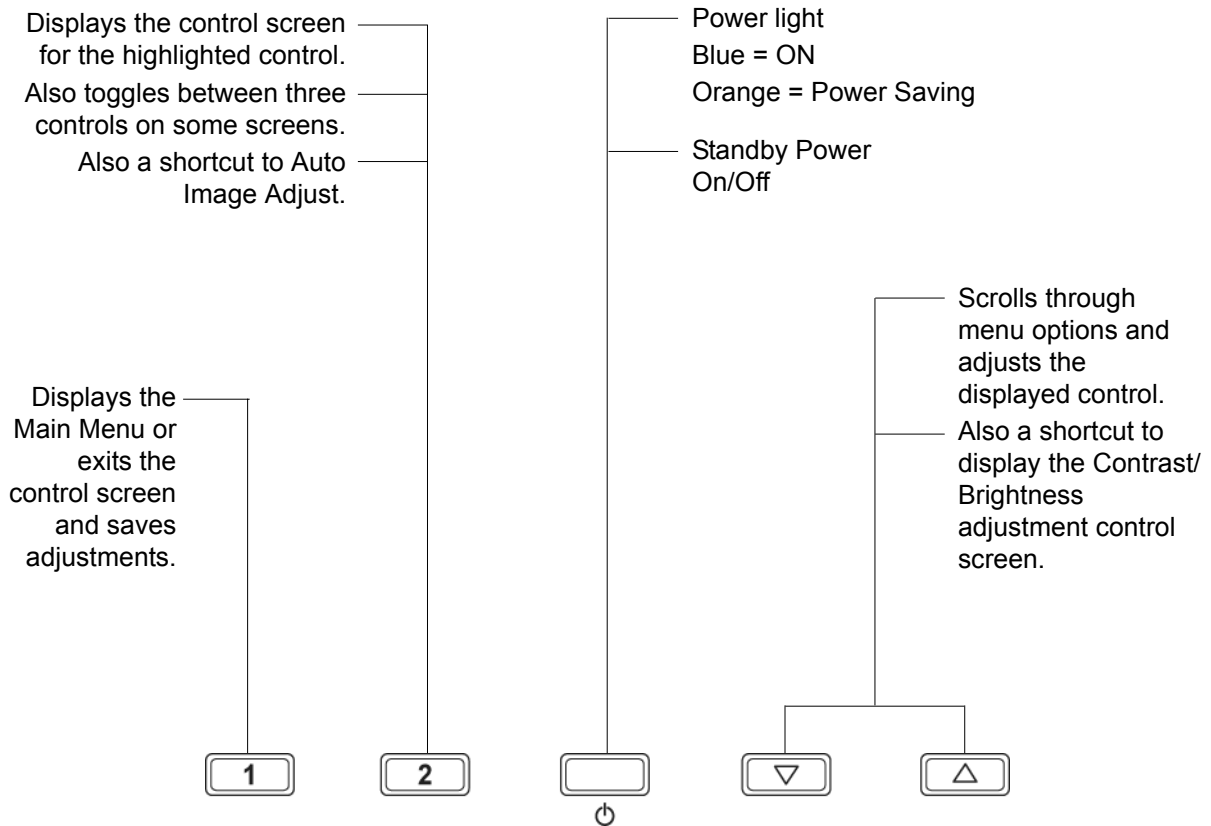 Displays the control screen
for the highlighted control.
Also toggles between three
controls on some screens.
Also a shortcut to Auto
Image Adjust.
Power light
Blue = ON
Orange = Power Saving
Standby Power
On/Off
Scrolls through
menu options and
adjusts the
displayed control.
Also a shortcut to
display the Contrast/
Brightness
adjustment control
screen.
Displays the
Main Menu or
exits the
control screen
and saves
adjustments.
1
2